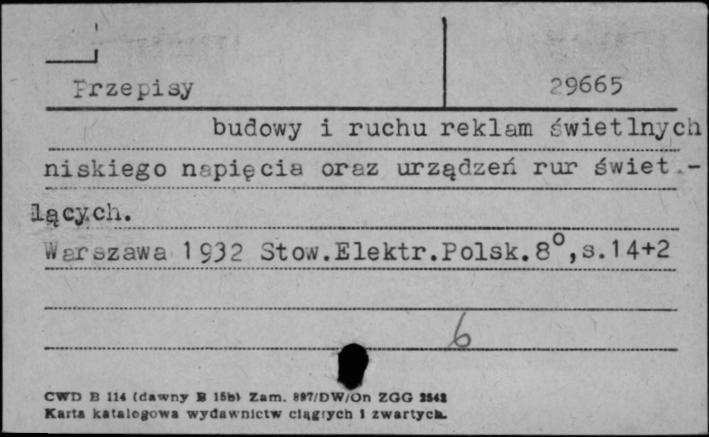 Przepisy 29665
budowy i ruchu reklam świetlnych
niskiego napięcia oraz urządzeń rur świet.-
lących.
Warszawa 1932 Stow.Elektr.Polsk.8°,s.14+2
6
CWD B 114 (dawny B 15b) Zam. 897/DW/On ZGG
Karta katalogowa wydawnictw ciągłych i zwartych.